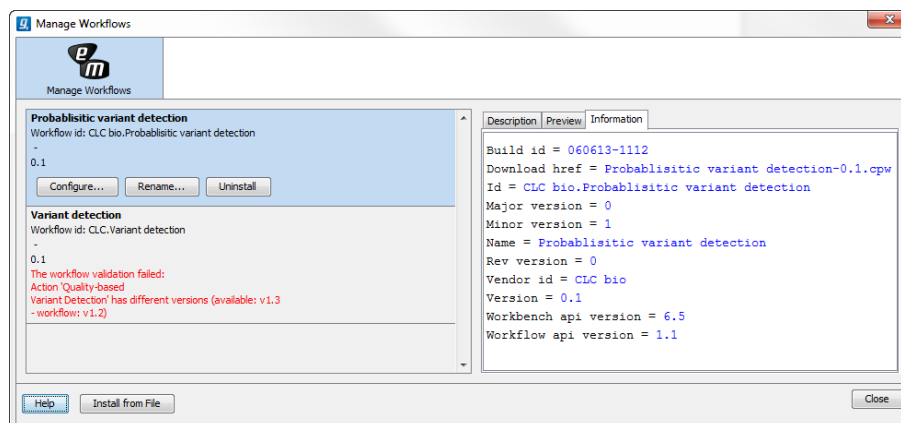 Manage Workflows
em
Manage Workflows
Probablisitic variant detection
Workflow id: CLC bio.Probablisitic variant detection
-
0.1
Configure... Rename... Uninstall
Variant detection
Workflow id: CLC.Variant detection
-
0.1
The workflow validation failed:
Action 'Quality-based
Variant Detection' has different versions (available: v1.3
- workflow: v1.2)
Description Preview Information
Build id = 060613-1112
Download href = Probablisitic variant detection-0.1.cpw
Id = CLC bio.Probablisitic variant detection
Major version = 0
Minor version = 1
Name = Probablisitic variant detection
Rev version = 0
Vendor id = CLC bio
Version = 0.1
Workbench api version = 6.5
Workflow api version = 1.1
Help Install from File Close